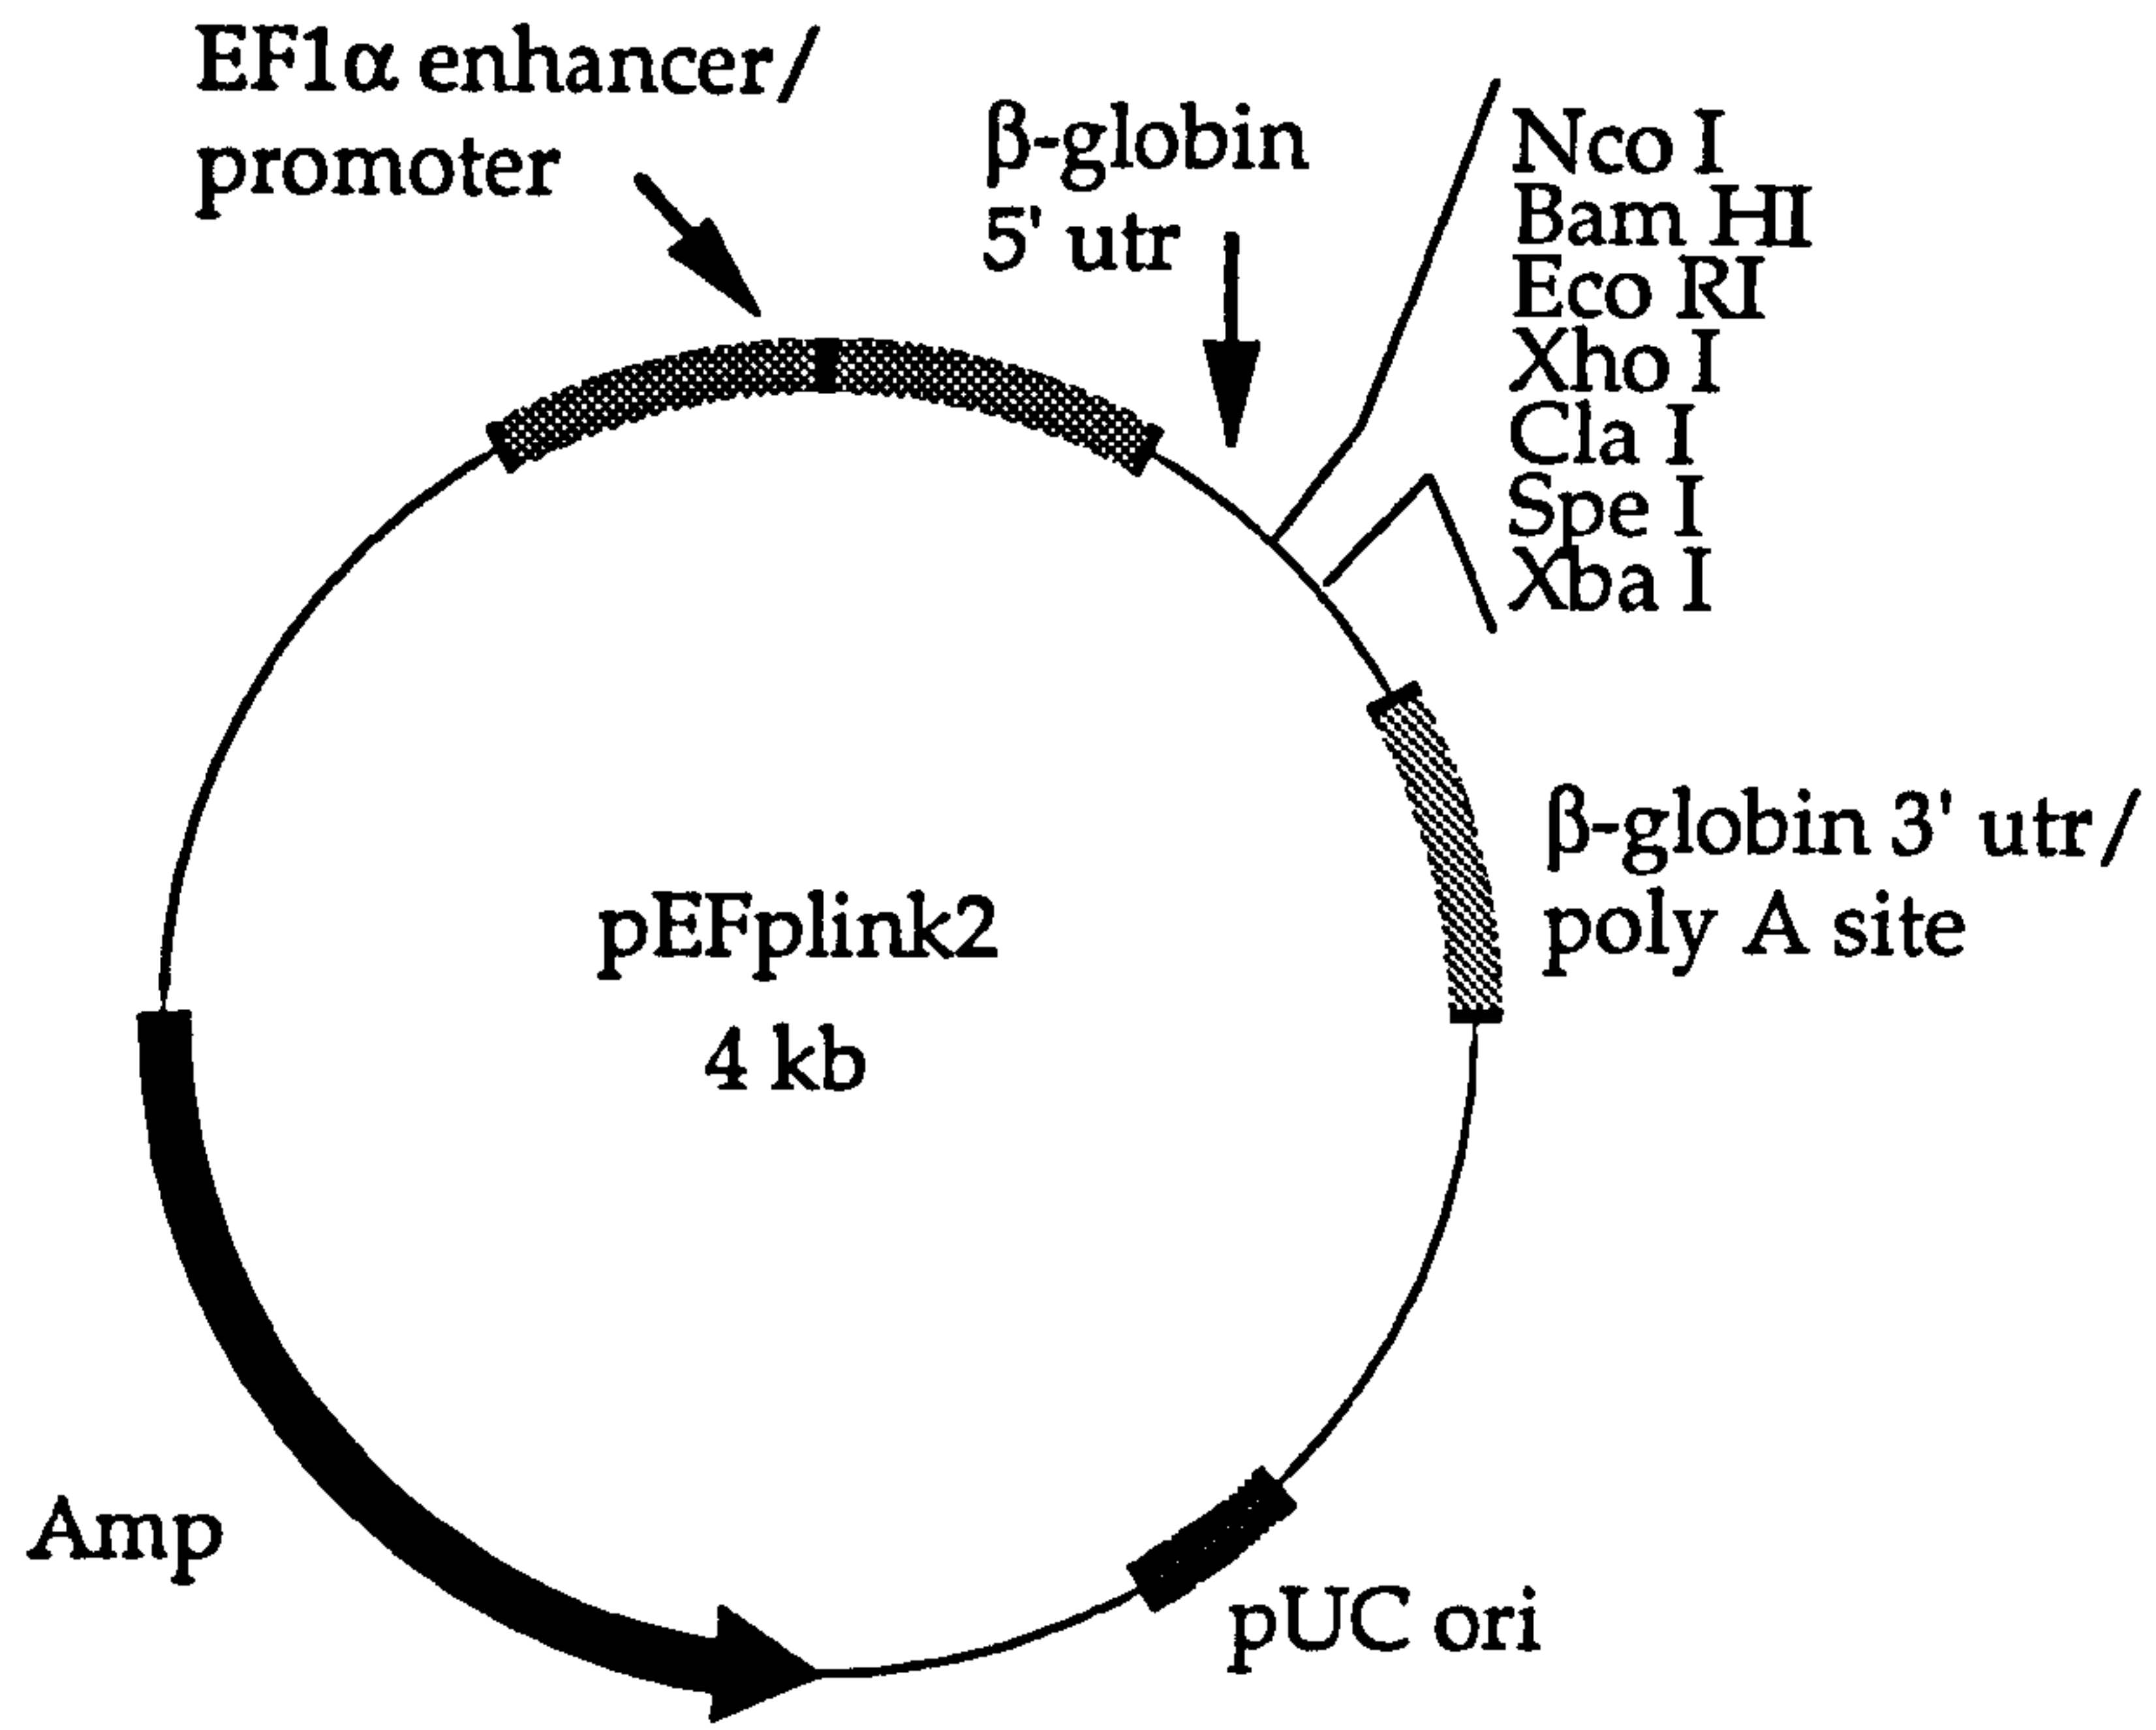 EF1α enhancer/
promoter
β-globin
5' utr
Nco I
Bam HI
Eco RI
Xho I
Cla I
Spe I
Xba I
β-globin 3' utr/
poly A site
pEFplink2
4 kb
Amp
pUC ori